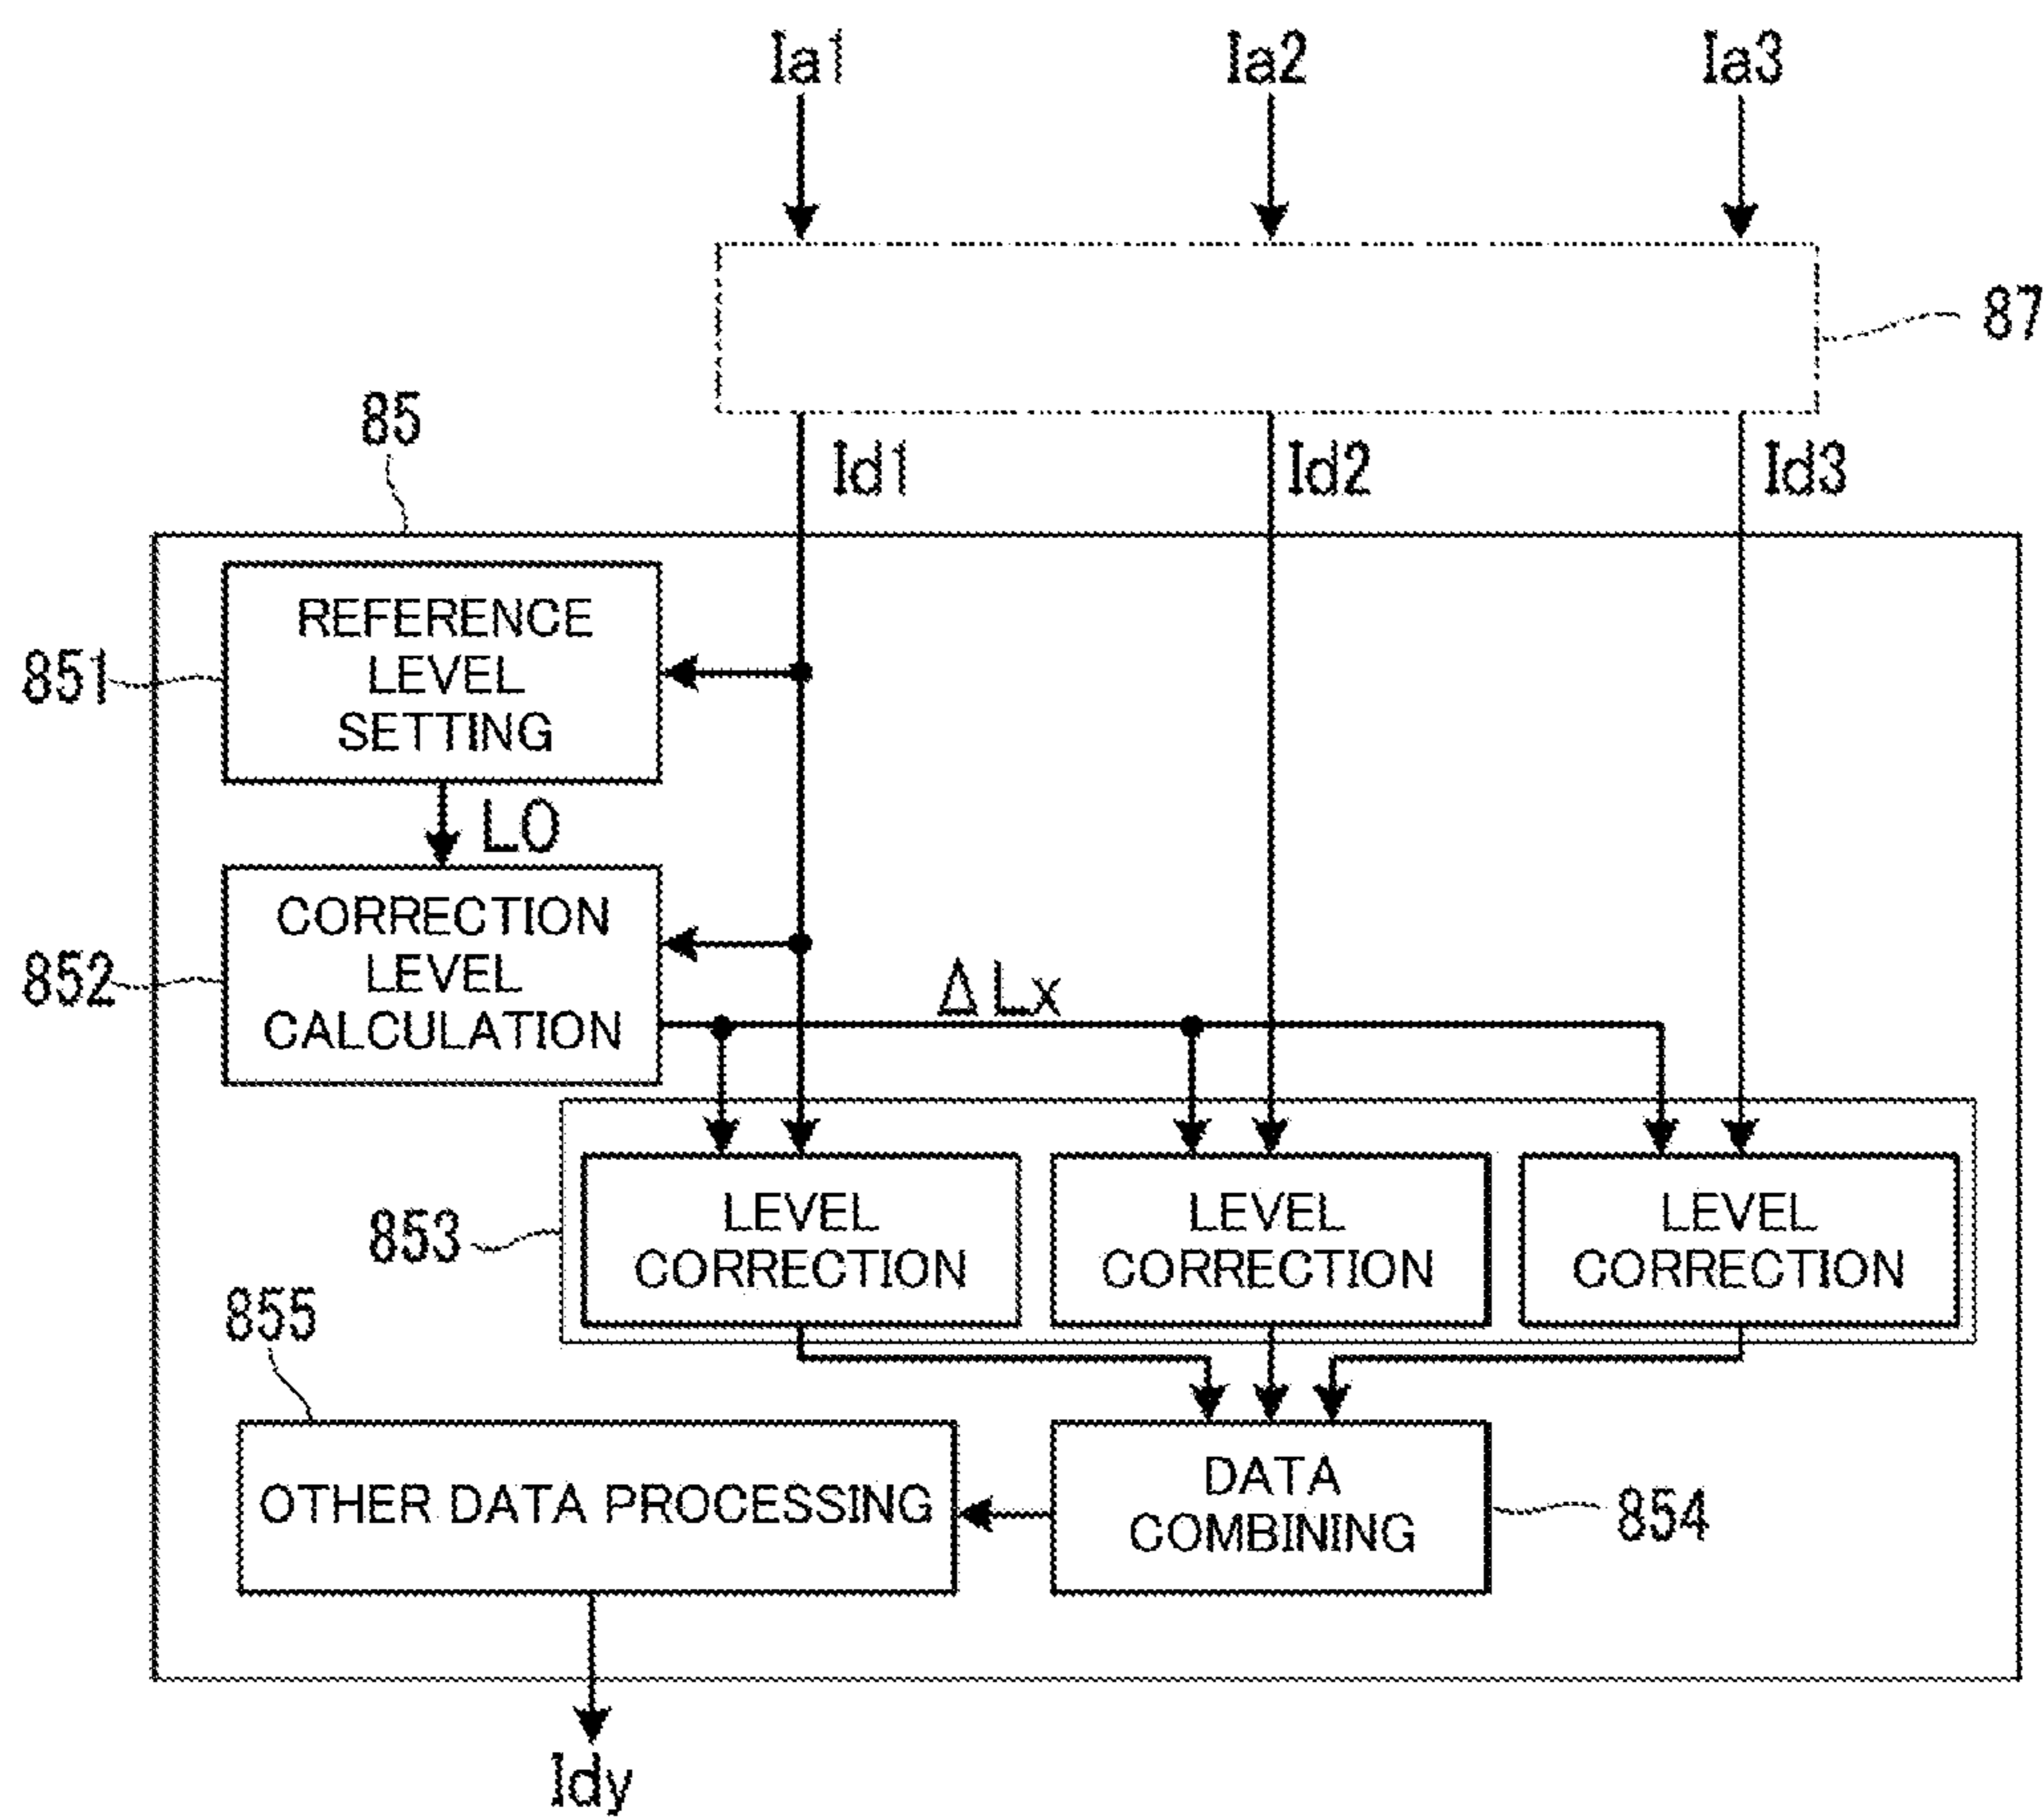 Ia1 Ia2 Ia3
87
85
Id1 Id2 Id3
REFERENCE
LEVEL
SETTING
851
L0
CORRECTION
LEVEL
CALCULATION
852
ΔLx
853
LEVEL
CORRECTION
LEVEL
CORRECTION
LEVEL
CORRECTION
855
OTHER DATA PROCESSING
DATA
COMBINING
854
Idy